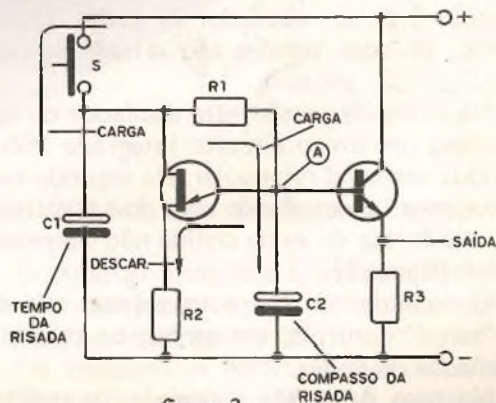 +
S
R1
CARGA
CARGA
A
C1
SAÍDA
DESCAR
TEMPO
DA
RISADA
R2
C2
R3
COMPASSO DA
RISADA
–